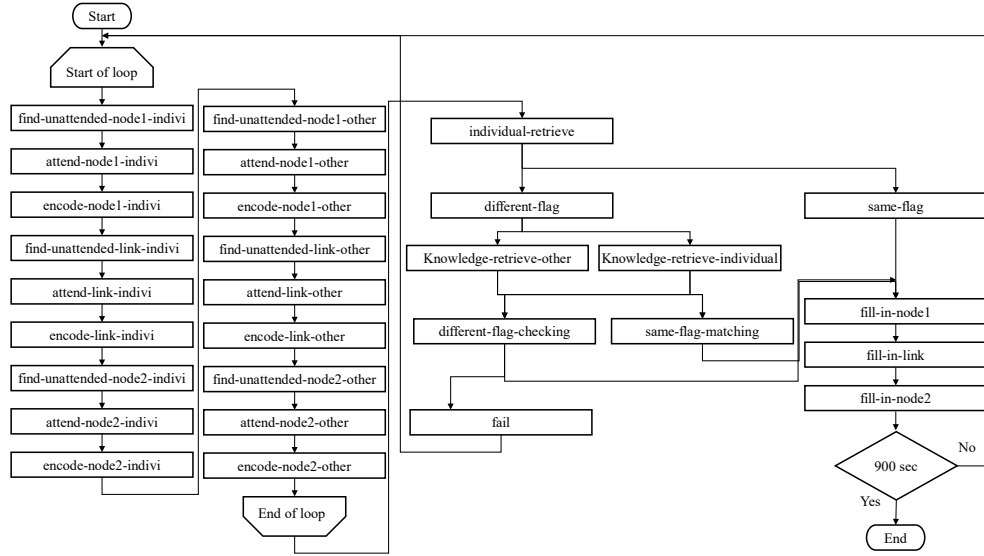 Start
Start of loop
find-unattended-node1-indivi
attend-node1-indivi
encode-node1-indivi
find-unattended-link-indivi
attend-link-indivi
encode-link-indivi
find-unattended-node2-indivi
attend-node2-indivi
encode-node2-indivi
find-unattended-node1-other
attend-node1-other
encode-node1-other
find-unattended-link-other
attend-link-other
encode-link-other
find-unattended-node2-other
attend-node2-other
encode-node2-other
End of loop
individual-retrieve
different-flag
same-flag
Knowledge-retrieve-other
Knowledge-retrieve-individual
different-flag-checking
same-flag-matching
fail
fill-in-node1
fill-in-link
fill-in-node2
900 sec
No
Yes
End